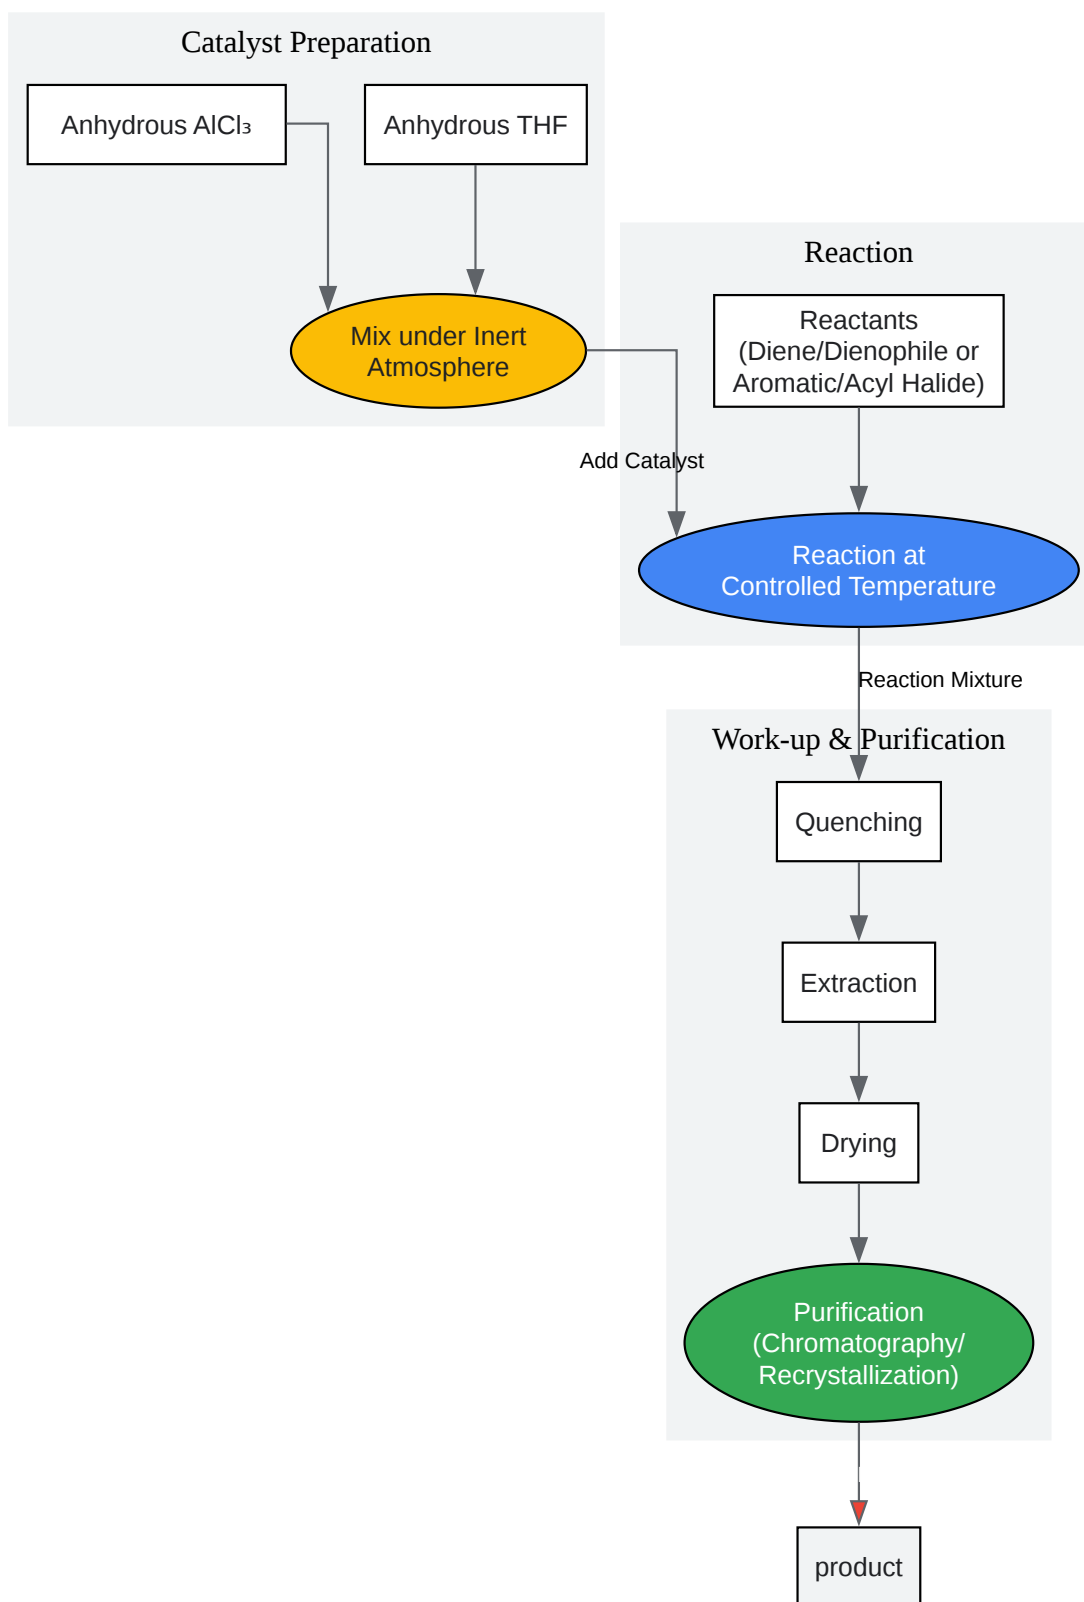 Catalyst Preparation
Anhydrous AlCl₃
Anhydrous THF
Mix under Inert
Atmosphere
Reaction
Reactants
(Diene/Dienophile or
Aromatic/Acyl Halide)
Add Catalyst
Reaction at
Controlled Temperature
Reaction Mixture
Work-up & Purification
Quenching
Extraction
Drying
Purification
(Chromatography/
Recrystallization)
product